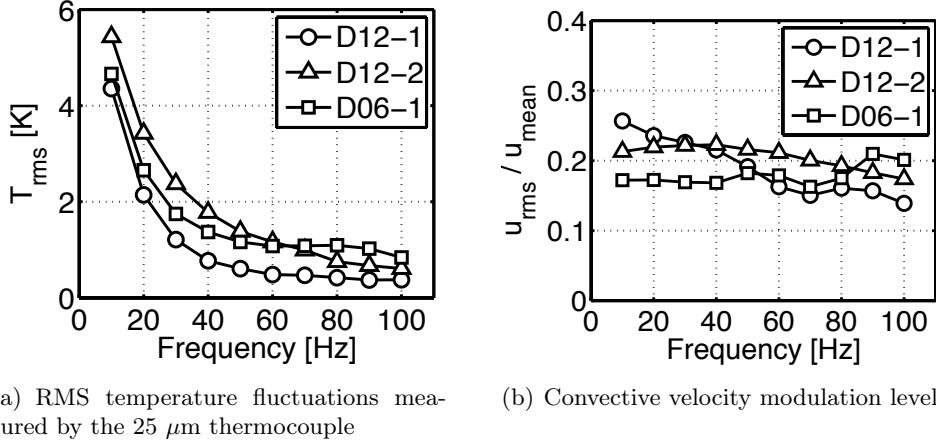 6
4
2
0
T_rms [K]
D12−1
D12−2
D06−1
0 20 40 60 80 100
Frequency [Hz]
0.4
0.3
0.2
0.1
0
u_rms / u_mean
D12−1
D12−2
D06−1
0 20 40 60 80 100
Frequency [Hz]
a) RMS temperature fluctuations mea-
ured by the 25 μm thermocouple
(b) Convective velocity modulation level